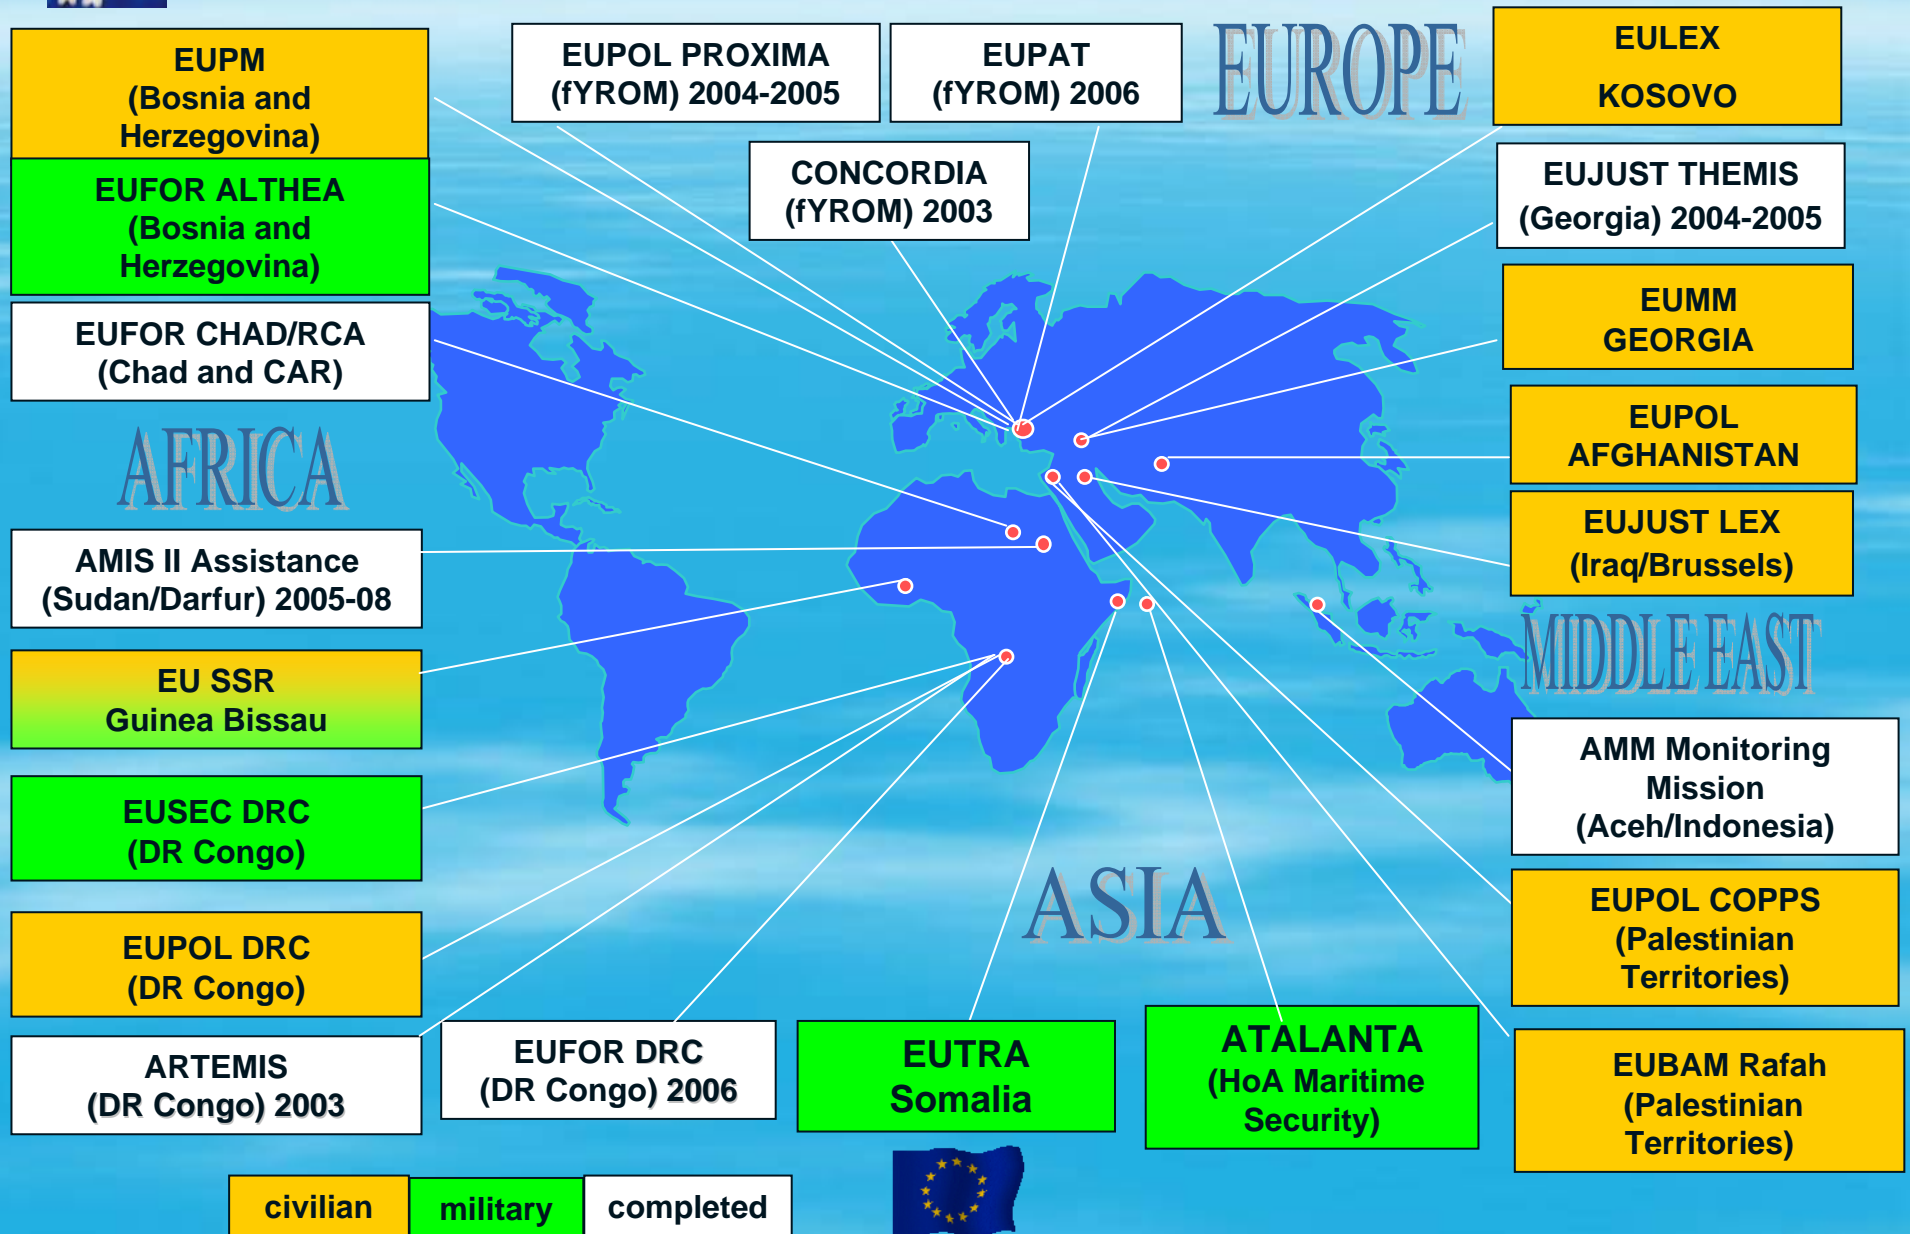 EUPM
(Bosnia and
Herzegovina)
EUPOL PROXIMA
(fYROM) 2004-2005
EUPAT
(fYROM) 2006
EUROPE
EULEX
KOSOVO
CONCORDIA
(fYROM) 2003
EUFOR ALTHEA
(Bosnia and
Herzegovina)
EUJUST THEMIS
(Georgia) 2004-2005
EUFOR CHAD/RCA
(Chad and CAR)
EUMM
GEORGIA
AFRICA
EUPOL
AFGHANISTAN
EUJUST LEX
(Iraq/Brussels)
AMIS II Assistance
(Sudan/Darfur) 2005-08
MIDDLE EAST
EU SSR
Guinea Bissau
AMM Monitoring
Mission
(Aceh/Indonesia)
EUSEC DRC
(DR Congo)
ASIA
EUPOL COPPS
(Palestinian
Territories)
EUPOL DRC
(DR Congo)
ARTEMIS
(DR Congo) 2003
EUFOR DRC
(DR Congo) 2006
EUTRA
Somalia
ATALANTA
(HoA Maritime
Security)
EUBAM Rafah
(Palestinian
Territories)
civilian
military
completed